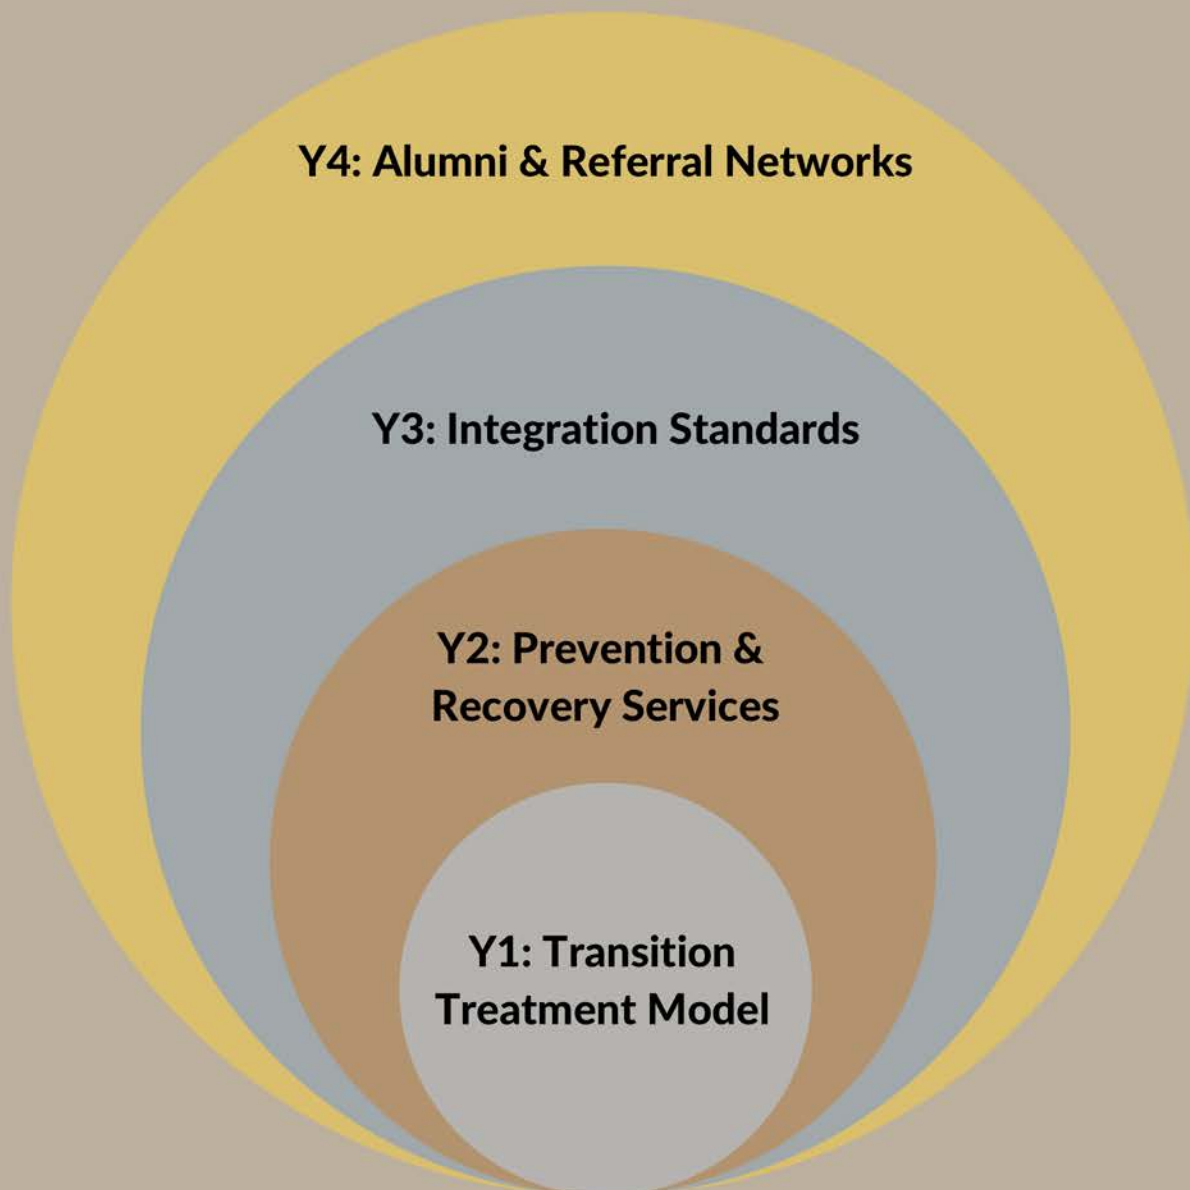 Y4: Alumni & Referral Networks
Y3: Integration Standards
Y2: Prevention &
Recovery Services
Y1: Transition
Treatment Model